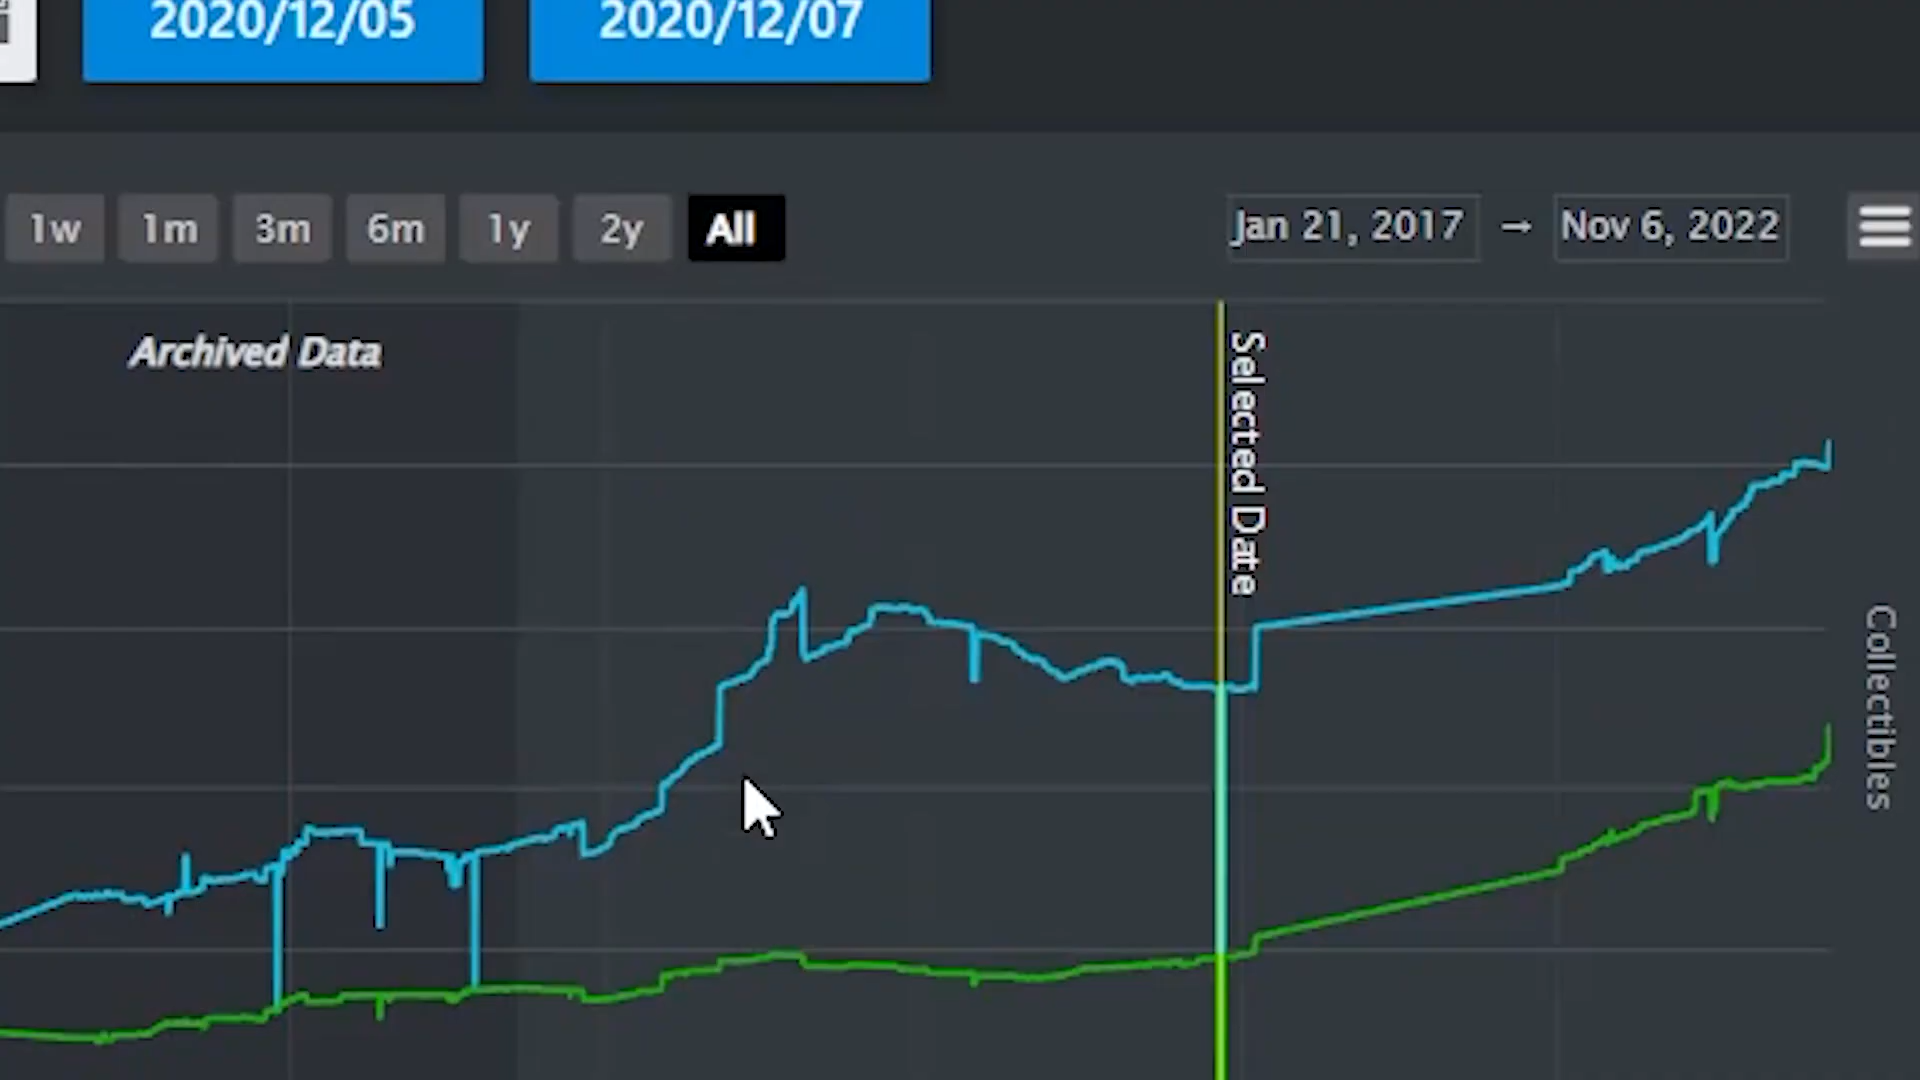 2020/12/05
2020/12/07
1w
1m
3m
6m
1y
2y
All
Jan 21, 2017 → Nov 6, 2022
Archived Data
Selected Date
Collectibles